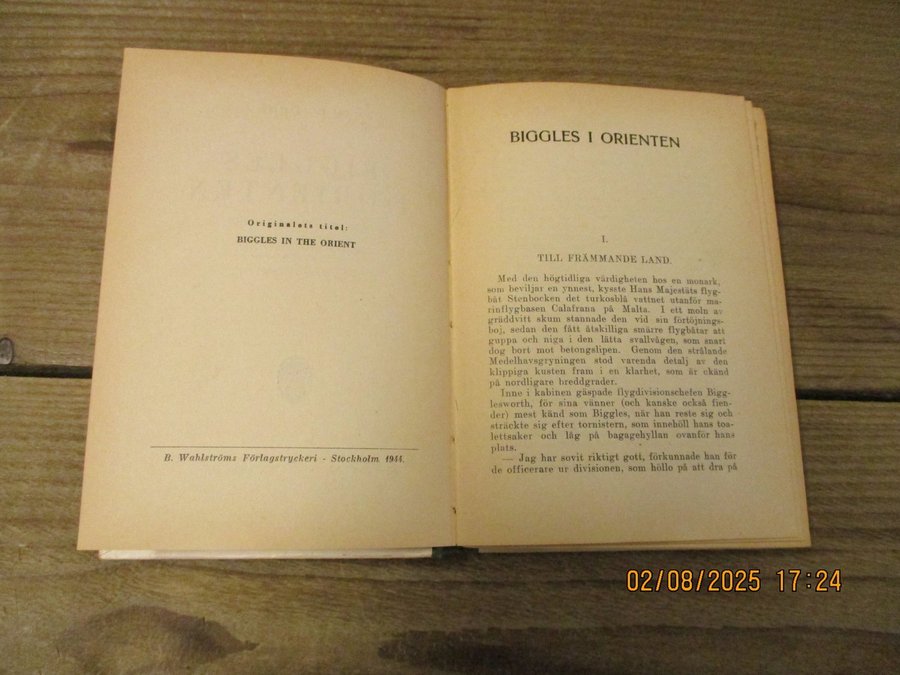 Originalets titel:
BIGGLES IN THE ORIENT
B. Wahlströms Förlagstryckeri - Stockholm 1944.
BIGGLES I ORIENTEN
I.
TILL FRÄMMANDE LAND.
Med den högtidliga värdigheten hos en monark,
som beviljar en ynnest, kysste Hans Majestäts flyg-
båt Stenbocken det turkosblå vattnet utanför ma-
rinflygbasen Calafrana på Malta. I ett moln av
gräddvitt skum stannade den vid sin förtöjnings-
boj, sedan den fått åtskilliga smärre flygbåtar att
guppa och niga i den lätta svallvågen, som snart
dog bort mot betongslipen. Genom den strålande
Medelhavsgryningen stod varenda detalj av den
klippiga kusten fram i en klarhet, som är okänd
på nordligare breddgrader.
Inne i kabinen gäspade flygdivisionschefen Bigg-
lesworth, för sina vänner (och kanske också fien-
der) mest känd som Biggles, när han reste sig och
sträckte sig efter tornistern, som innehöll hans toa-
lettsaker och låg på bagagehyllan ovanför hans
plats.
— Jag har sovit riktigt gott, förkunnade han för
de officerare ur divisionen, som höllo på att dra på
02/08/2025 17:24